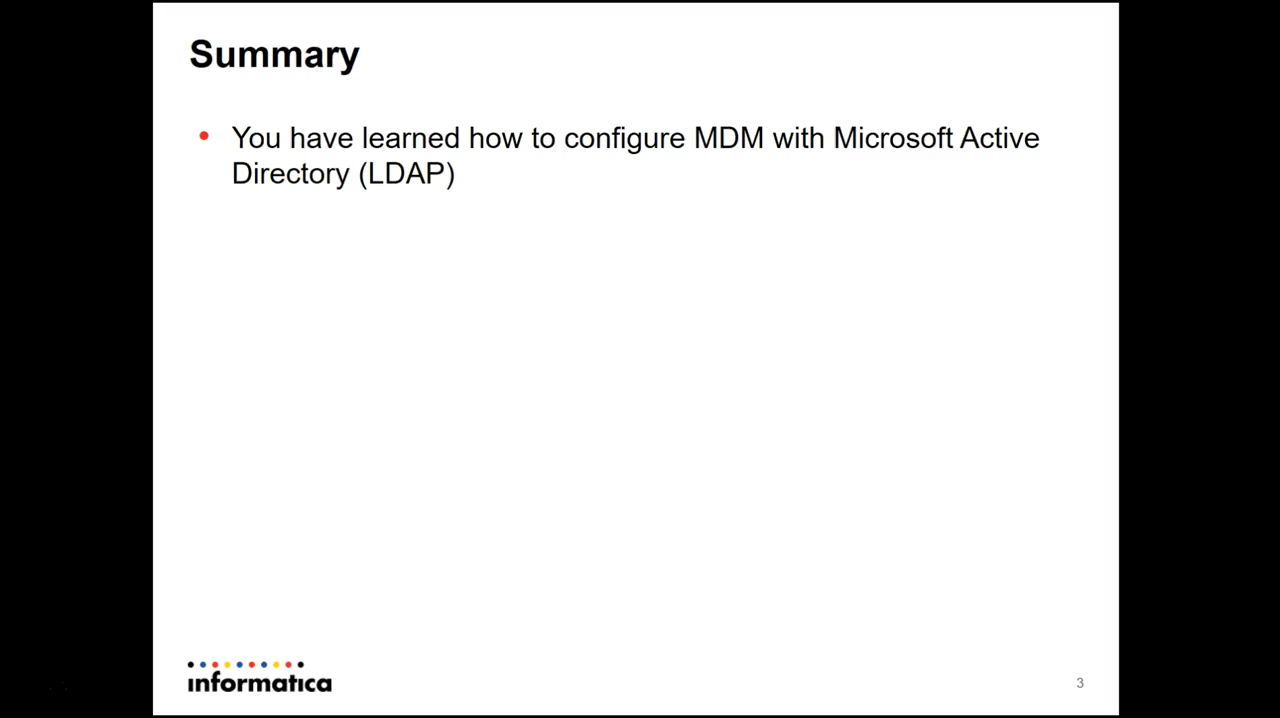 Summary
• You have learned how to configure MDM with Microsoft Active
Directory (LDAP)
informatica
3